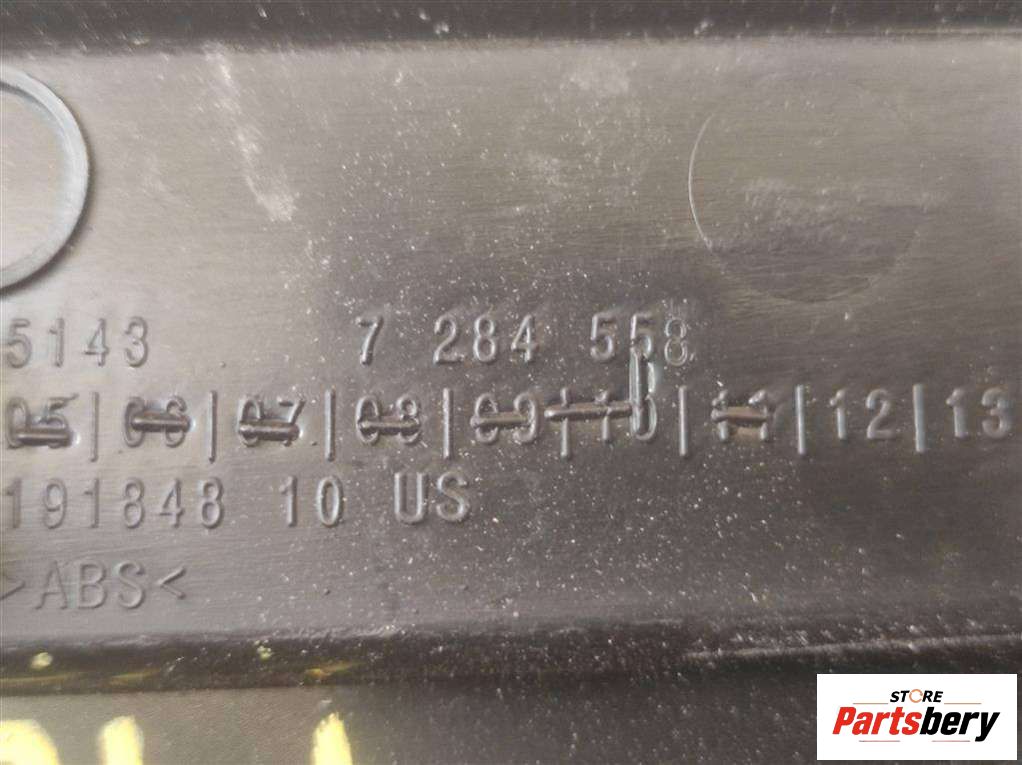 5143 7 284 558
05|06|07|08|09|10|11|12|13
191848 10 US
>ABS<
STORE
Partsbery